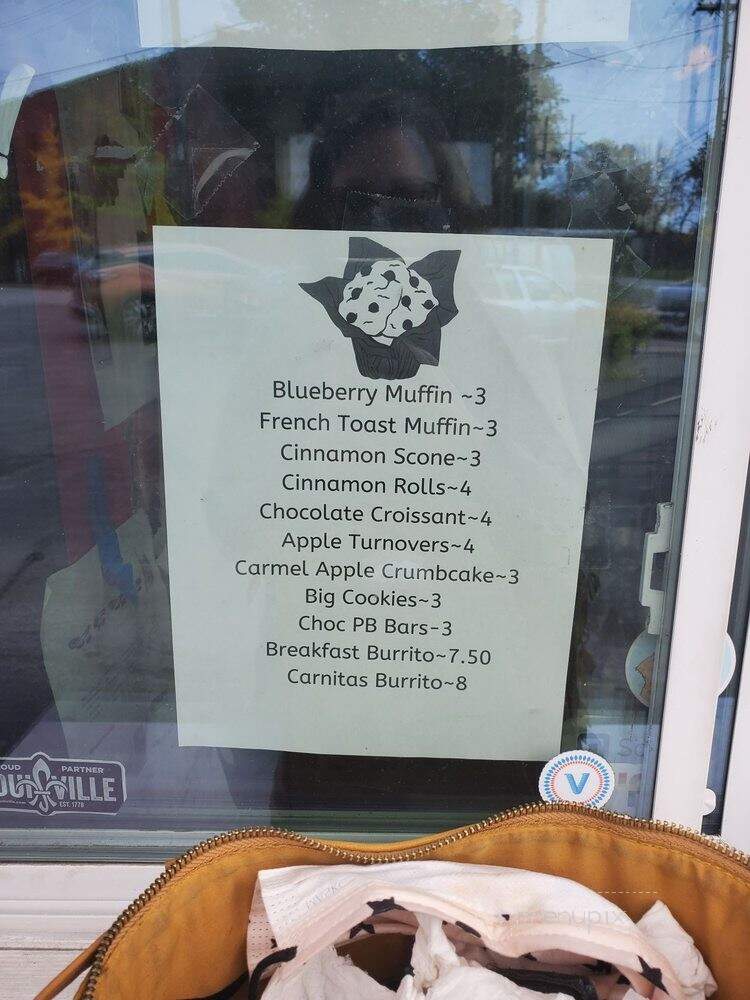 Blueberry Muffin ~3
French Toast Muffin~3
Cinnamon Scone~3
Cinnamon Rolls~4
Chocolate Croissant~4
Apple Turnovers~4
Carmel Apple Crumbcake~3
Big Cookies~3
Choc PB Bars-3
Breakfast Burrito~7.50
Carnitas Burrito~8
OUD PARTNER
OUISVILLE
EST. 1778
V